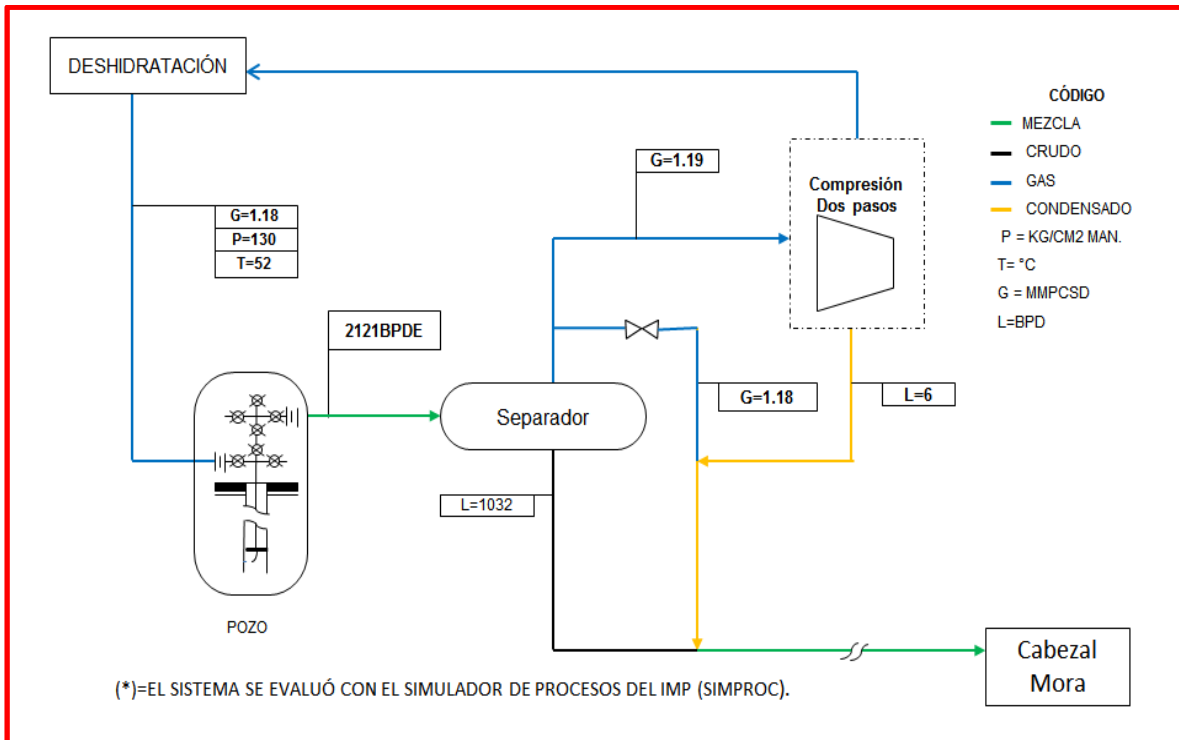 DESHIDRATACIÓN
CÓDIGO
MEZCLA
CRUDO
GAS
CONDENSADO
P = KG/CM2 MAN.
T= °C
G = MMPCSD
L=BPD
G=1.19
Compresión
Dos pasos
G=1.18
P=130
T=52
2121BPDE
Separador
G=1.18
L=6
L=1032
POZO
Cabezal
Mora
(*)=EL SISTEMA SE EVALUÓ CON EL SIMULADOR DE PROCESOS DEL IMP (SIMPROC).